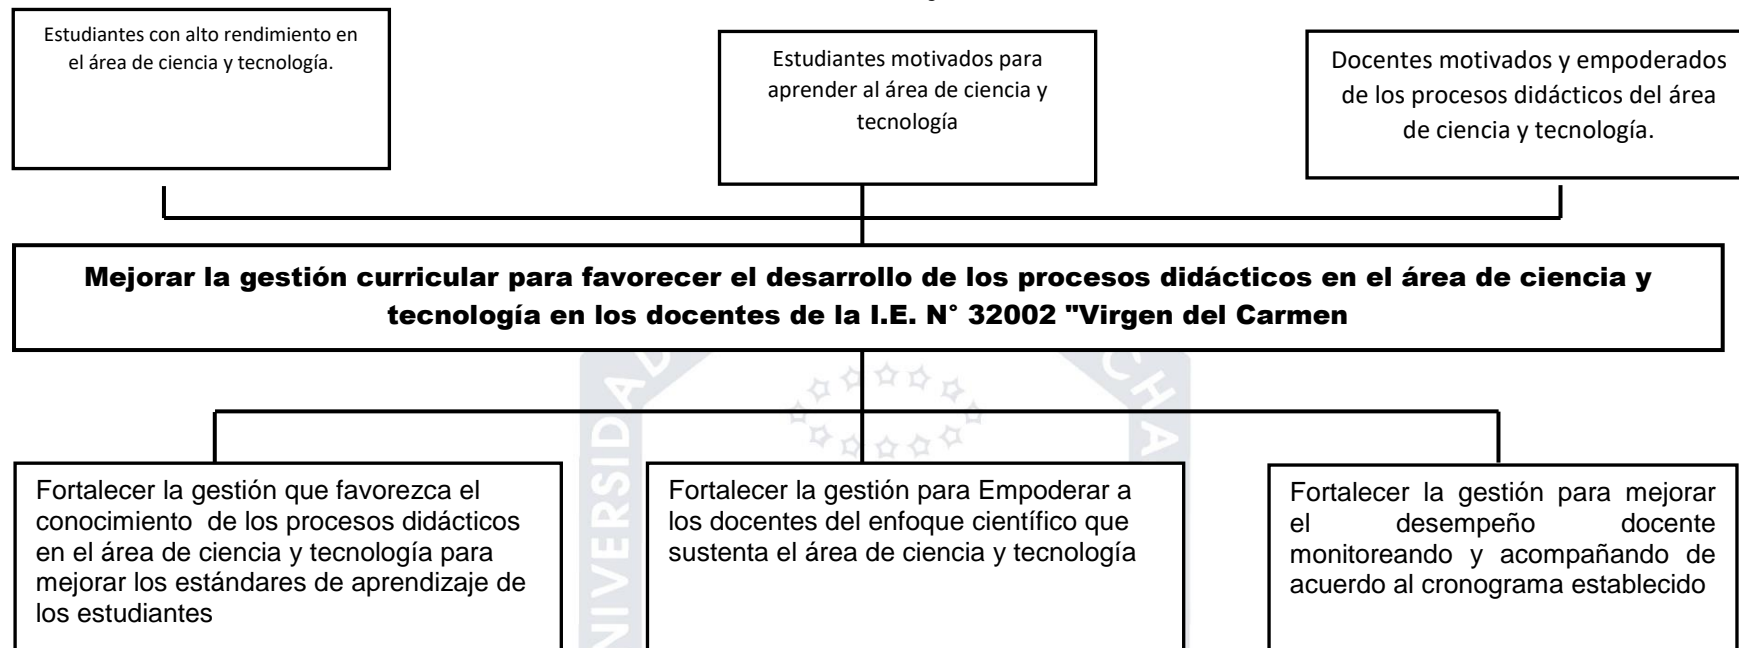 Estudiantes con alto rendimiento en
el área de ciencia y tecnología.
Estudiantes motivados para
aprender al área de ciencia y
tecnología
Docentes motivados y empoderados
de los procesos didácticos del área
de ciencia y tecnología.
Mejorar la gestión curricular para favorecer el desarrollo de los procesos didácticos en el área de ciencia y
tecnología en los docentes de la I.E. N° 32002 "Virgen del Carmen
Fortalecer la gestión que favorezca el
conocimiento de los procesos didácticos
en el área de ciencia y tecnología para
mejorar los estándares de aprendizaje de
los estudiantes
Fortalecer la gestión para Empoderar a
los docentes del enfoque científico que
sustenta el área de ciencia y tecnología
Fortalecer la gestión para mejorar
el desempeño docente
monitoreando y acompañando de
acuerdo al cronograma establecido